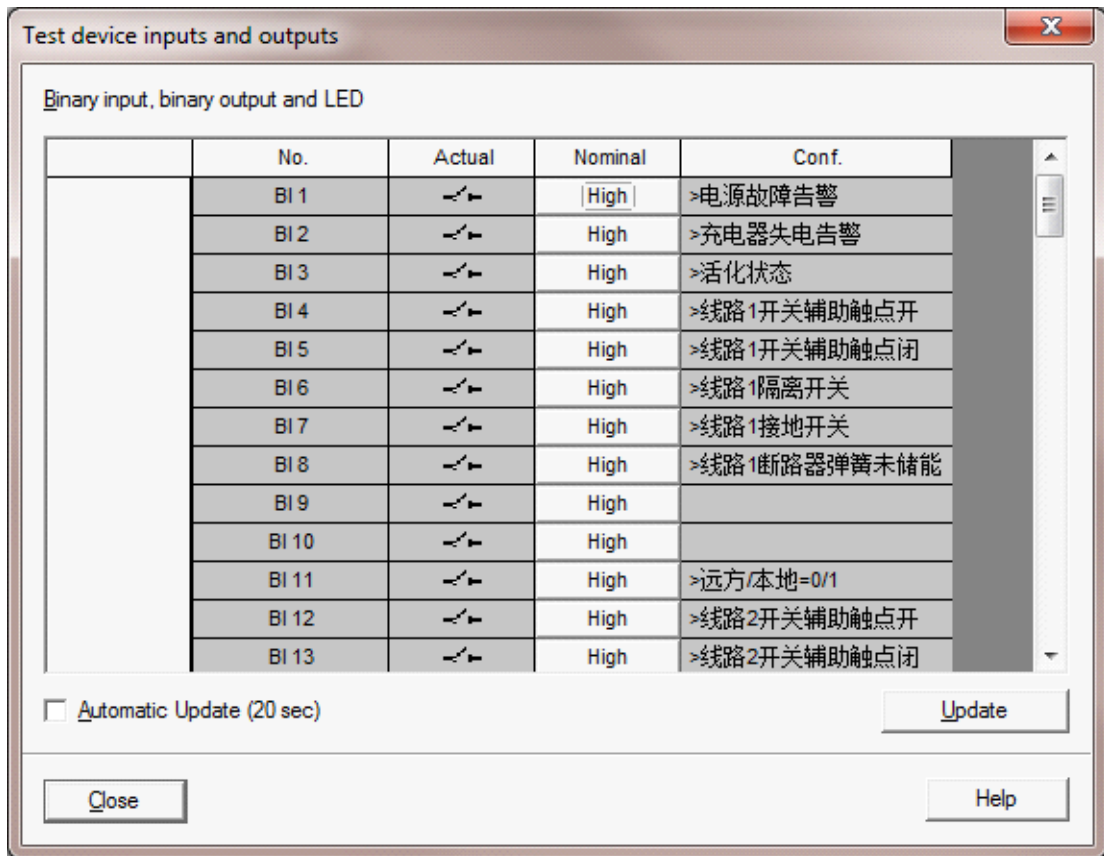 Test device inputs and outputs
Binary input, binary output and LED
No. Actual Nominal Conf.
BI 1 High >电源故障告警
BI 2 High >充电器失电告警
BI 3 High >活化状态
BI 4 High >线路1开关辅助触点开
BI 5 High >线路1开关辅助触点闭
BI 6 High >线路1隔离开关
BI 7 High >线路1接地开关
BI 8 High >线路1断路器弹簧未储能
BI 9 High
BI 10 High
BI 11 High >远方/本地=0/1
BI 12 High >线路2开关辅助触点开
BI 13 High >线路2开关辅助触点闭
Automatic Update (20 sec) Update
Close Help